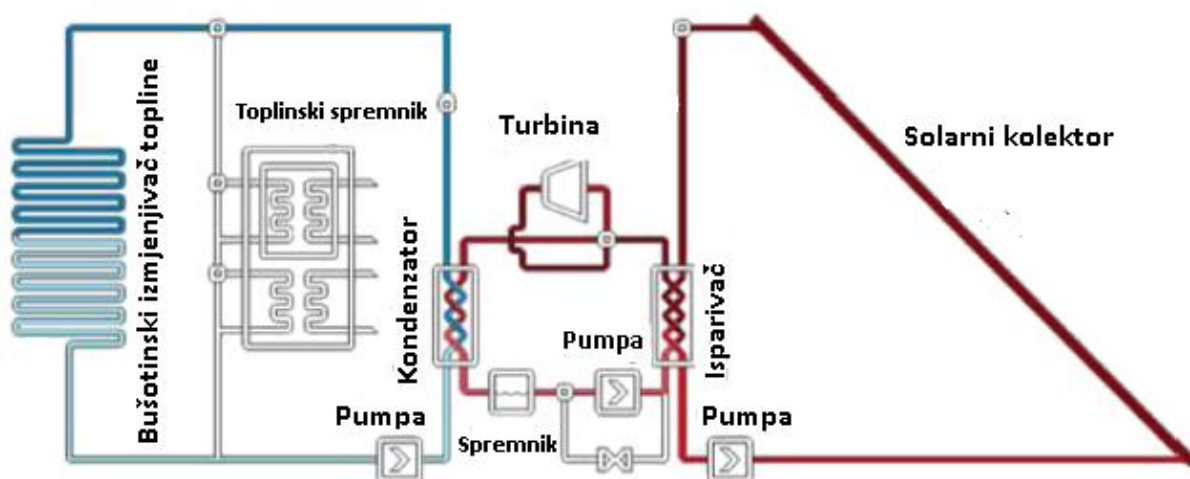 Bušotinski izmjenjivač topline
Toplinski spremnik
Turbina
Solarni kolektor
Kondenzator
Pumpa
Isparivač
Pumpa
Spremnik
Pumpa